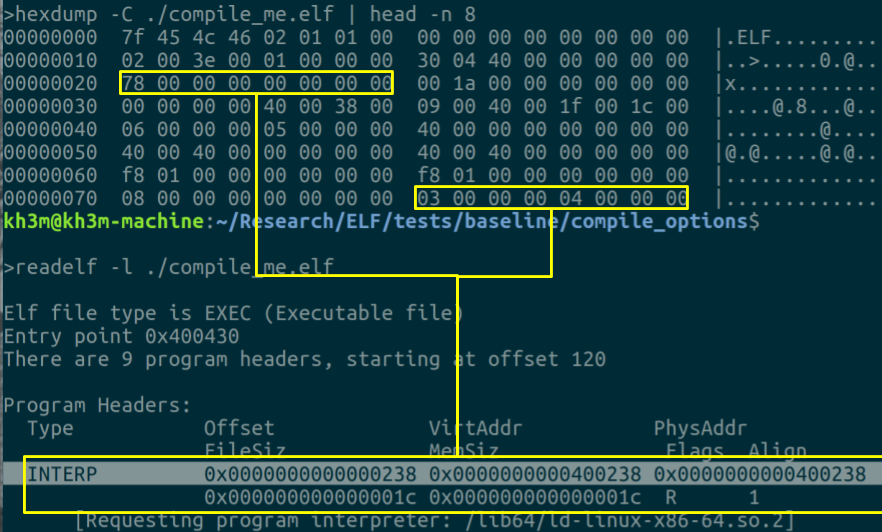 >hexdump -C ./compile_me.elf | head -n 8
00000000  7f 45 4c 46 02 01 01 00  00 00 00 00 00 00 00 00  |.ELF.........
00000010  02 00 3e 00 01 00 00 00  30 04 40 00 00 00 00 00  |..>.....0.@..
00000020  78 00 00 00 00 00 00 00  00 1a 00 00 00 00 00 00  |x............
00000030  00 00 00 00 40 00 38 00  09 00 40 00 1f 00 1c 00  |....@.8...@..
00000040  06 00 00 00 05 00 00 00  40 00 00 00 00 00 00 00  |........@....
00000050  40 00 40 00 00 00 00 00  40 00 40 00 00 00 00 00  |@.@.....@.@..
00000060  f8 01 00 00 00 00 00 00  f8 01 00 00 00 00 00 00  |.............
00000070  08 00 00 00 00 00 00 00  03 00 00 00 04 00 00 00  |.............
kh3m@kh3m-machine:~/Research/ELF/tests/baseline/compile_options$
>readelf -l ./compile_me.elf
Elf file type is EXEC (Executable file)
Entry point 0x400430
There are 9 program headers, starting at offset 120
Program Headers:
  Type           Offset             VirtAddr           PhysAddr
                 FileSiz            MemSiz              Flags  Align
  INTERP         0x0000000000000238 0x0000000000400238 0x0000000000400238
                 0x000000000000001c 0x000000000000001c  R      1
      [Requesting program interpreter: /lib64/ld-linux-x86-64.so.2]